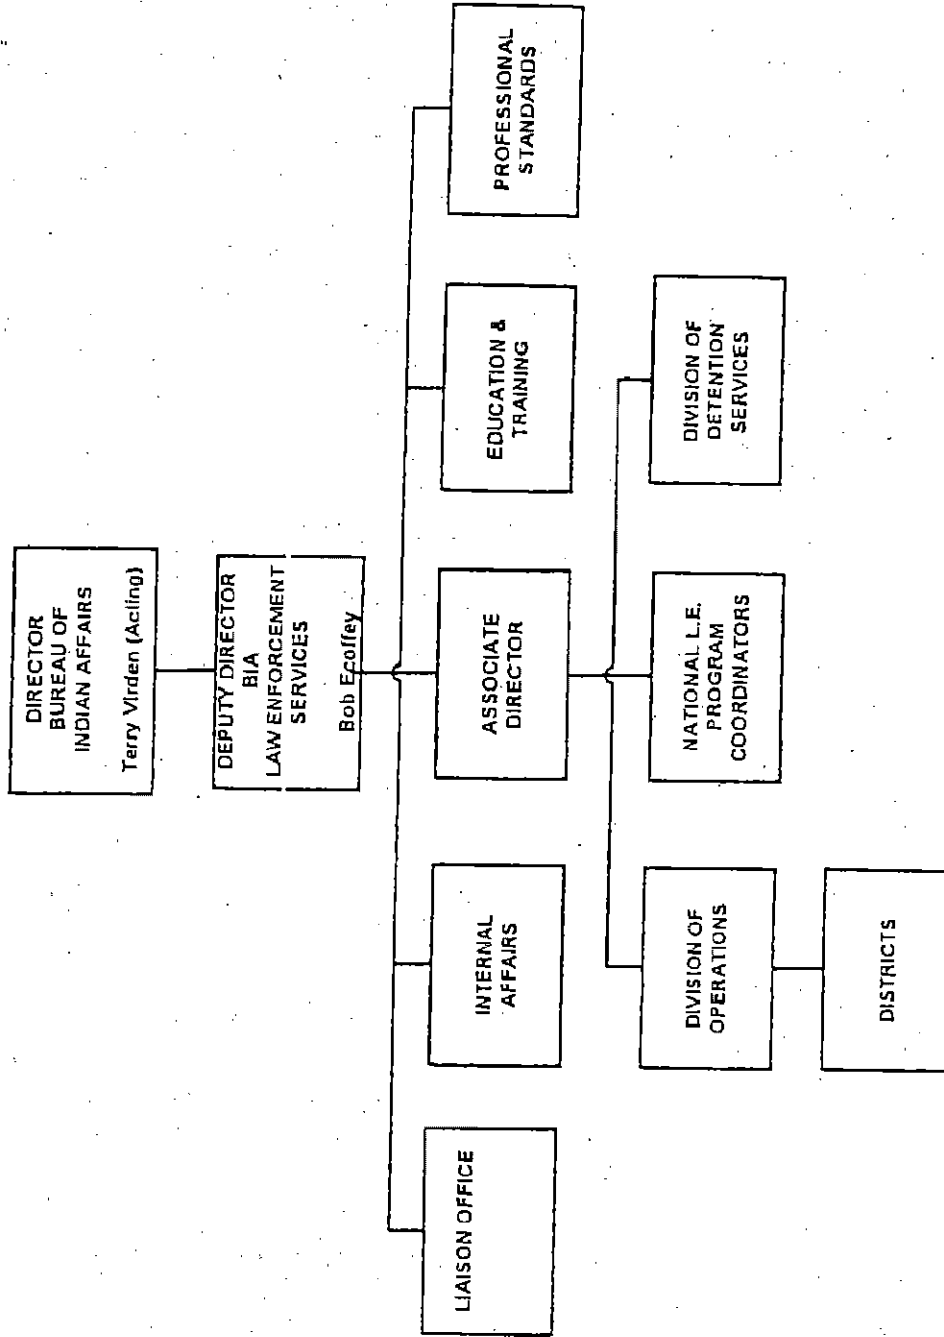 DIRECTOR
BUREAU OF
INDIAN AFFAIRS
Terry Virden (Acting)
DEPUTY DIRECTOR
BIA
LAW ENFORCEMENT
SERVICES
Bob Ecoffey
LIAISON OFFICE
INTERNAL
AFFAIRS
ASSOCIATE
DIRECTOR
EDUCATION &
TRAINING
PROFESSIONAL
STANDARDS
DIVISION OF
OPERATIONS
NATIONAL L.E.
PROGRAM
COORDINATORS
DIVISION OF
DETENTION
SERVICES
DISTRICTS